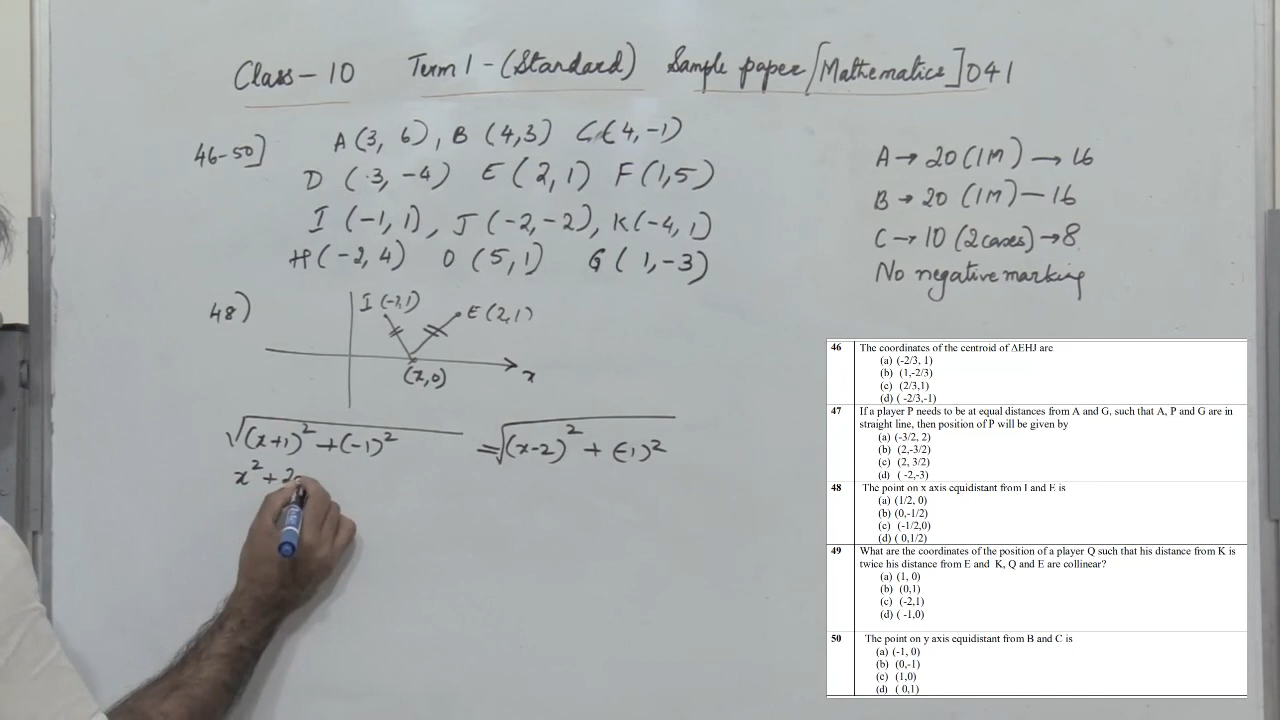 Class - 10 Term 1 - (Standard) Sample paper [Mathematics] 041
46-50] A (3, 6), B (4,3) C (4,-1)
D (3, -4) E (2,1) F (1,5)
I (-1, 1), J (-2,-2), K (-4, 1)
H (-2, 4) O (5,1) G (1,-3)
A → 20 (1M) → 16
B → 20 (1M) - 16
C → 10 (2 cases) → 8
No negative marking
48) I (-1,1) E (2,1)
(x,0) x
√(x+1)² + (-1)² = √(x-2)² + (-1)²
x² + 2
46 The coordinates of the centroid of ΔEHJ are
(a) (-2/3, 1)
(b) (1,-2/3)
(c) (2/3,1)
(d) ( -2/3,-1)
47 If a player P needs to be at equal distances from A and G, such that A, P and G are in
straight line, then position of P will be given by
(a) (-3/2, 2)
(b) (2,-3/2)
(c) (2, 3/2)
(d) ( -2,-3)
48 The point on x axis equidistant from I and E is
(a) (1/2, 0)
(b) (0,-1/2)
(c) (-1/2,0)
(d) ( 0,1/2)
49 What are the coordinates of the position of a player Q such that his distance from K is
twice his distance from E and K, Q and E are collinear?
(a) (1, 0)
(b) (0,1)
(c) (-2,1)
(d) ( -1,0)
50 The point on y axis equidistant from B and C is
(a) (-1, 0)
(b) (0,-1)
(c) (1,0)
(d) ( 0,1)